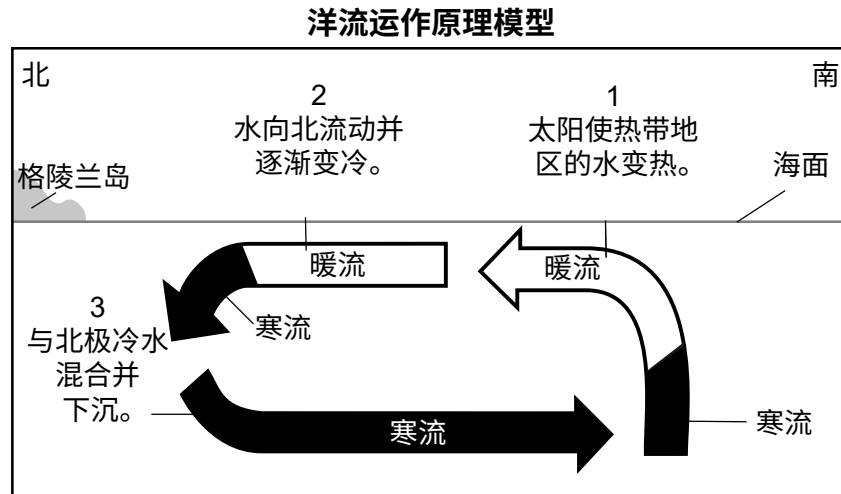 洋流运作原理模型
北
南
2
水向北流动并
逐渐变冷。
1
太阳使热带地
区的水变热。
格陵兰岛
海面
暖流
暖流
寒流
3
与北极冷水
混合并
下沉。
寒流
寒流